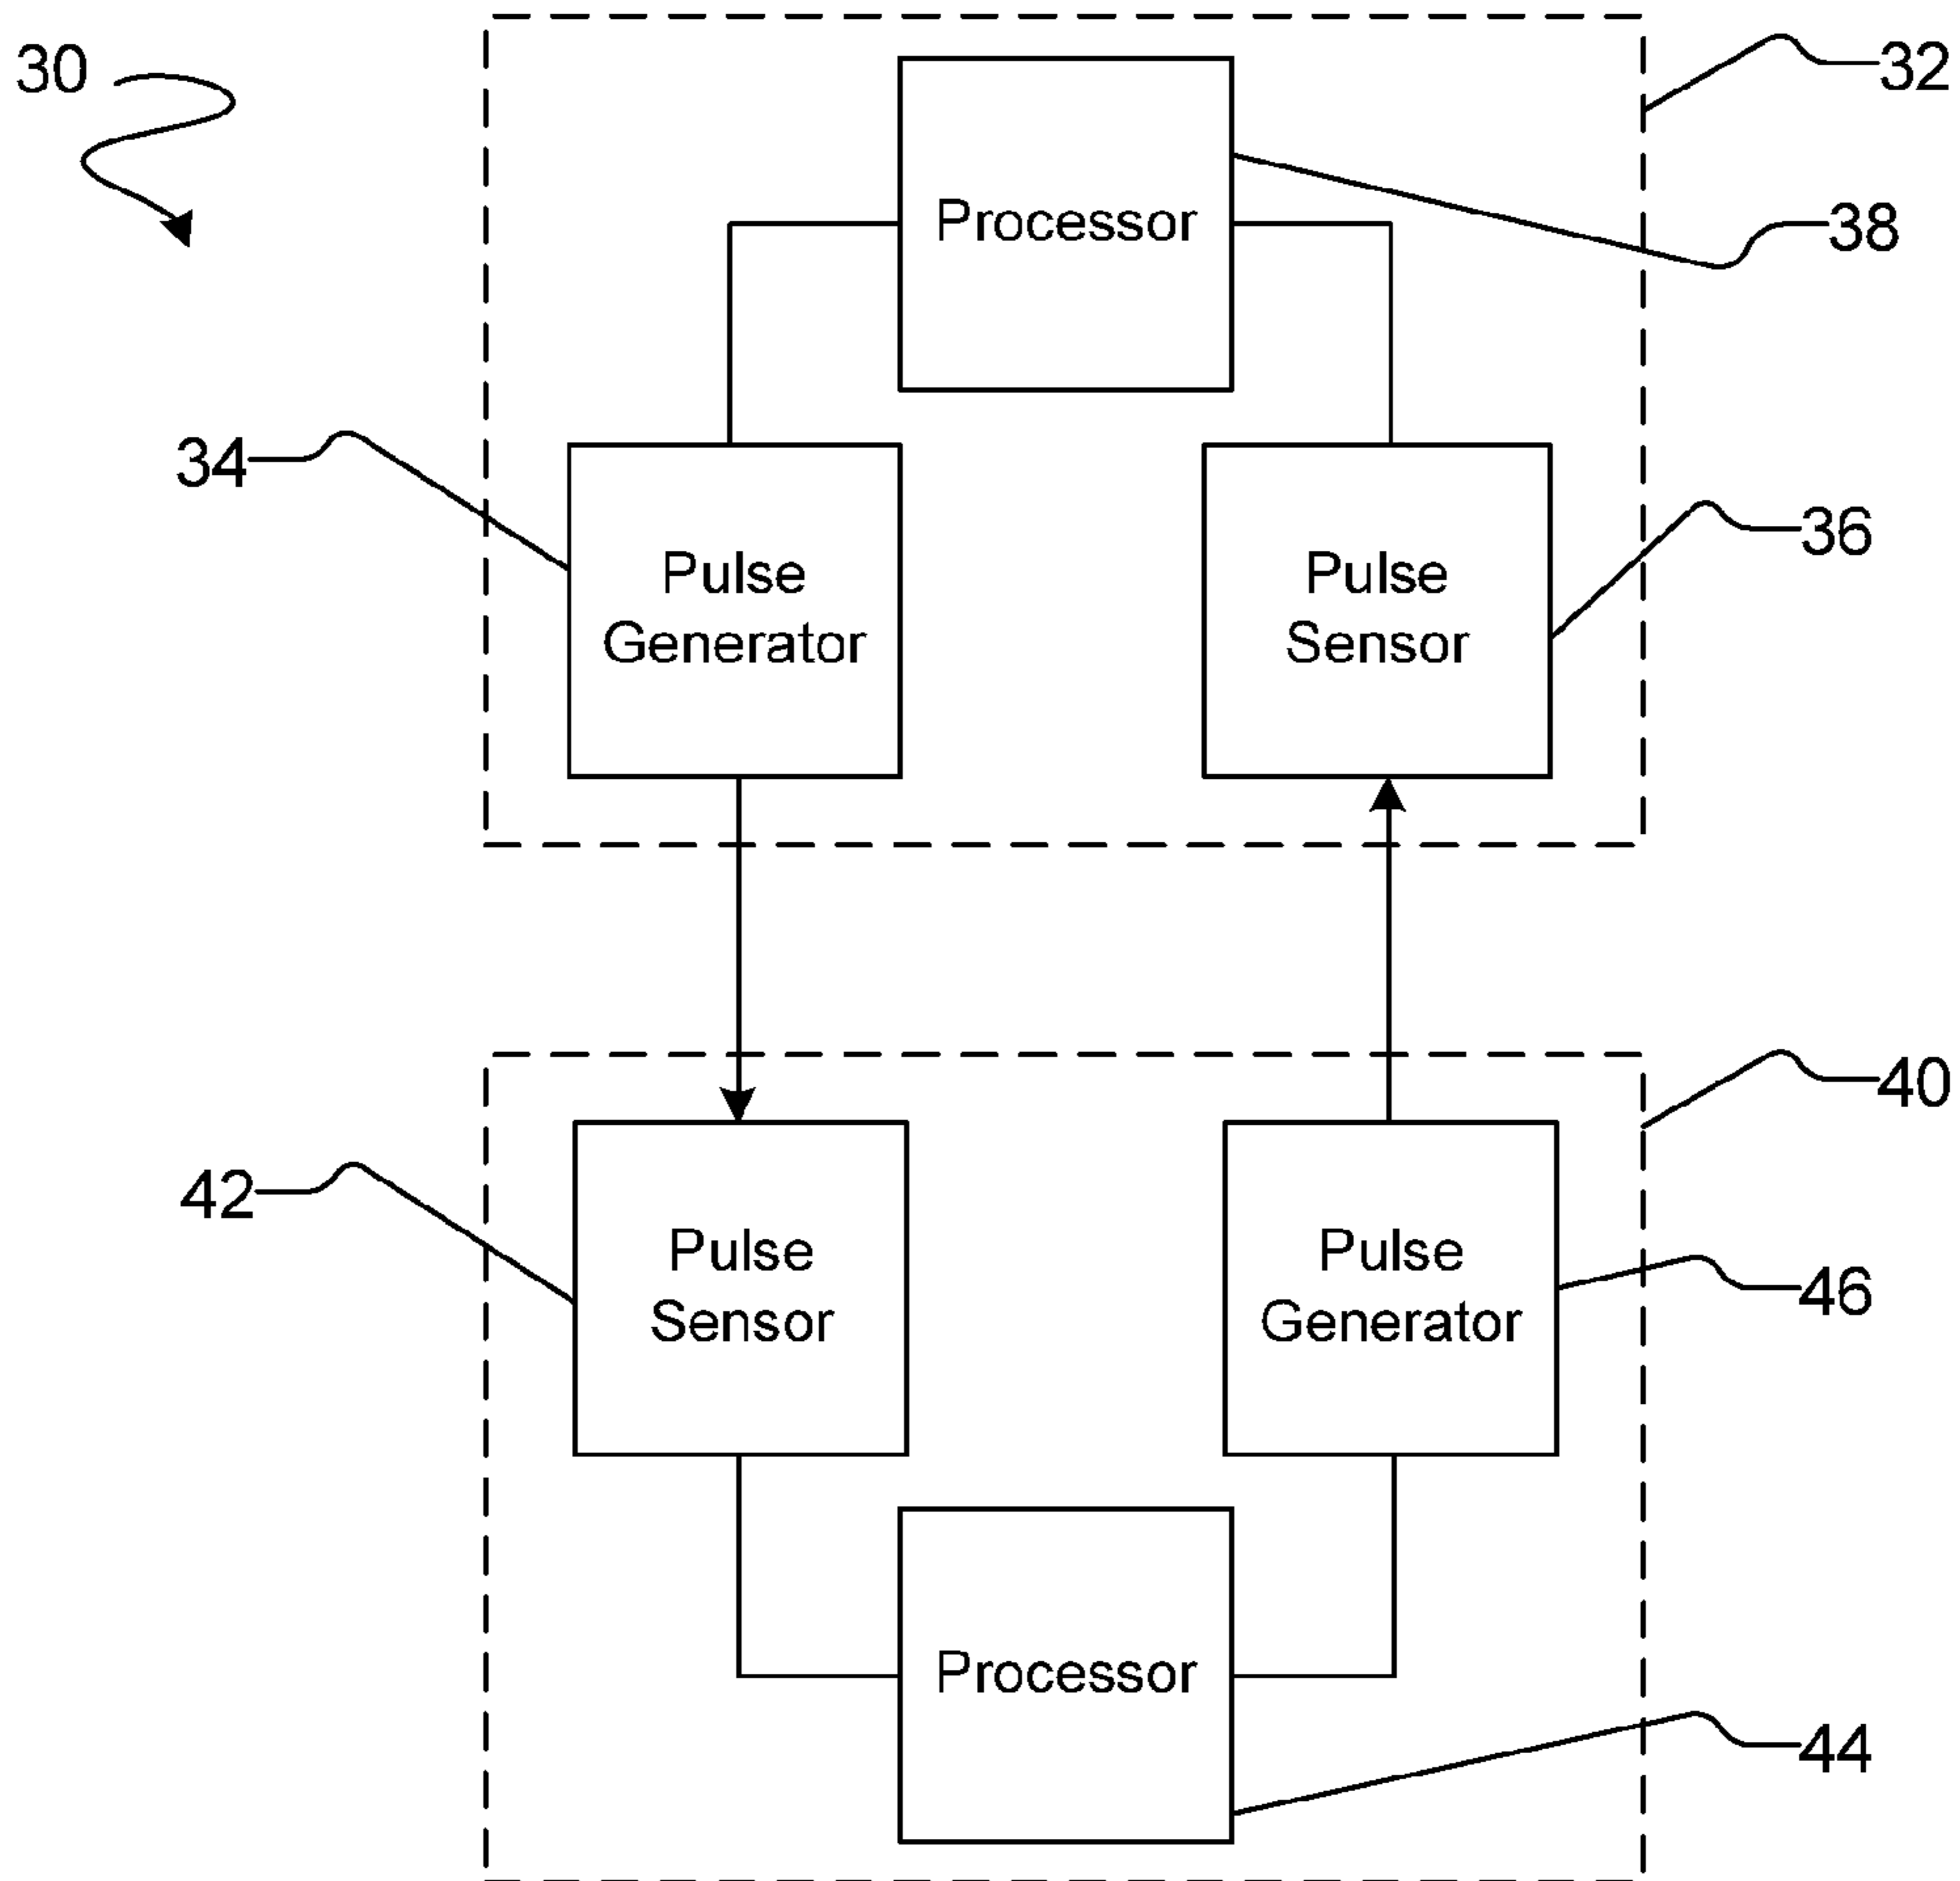 30
32
Processor
38
34
36
Pulse
Generator
Pulse
Sensor
40
42
Pulse
Sensor
Pulse
Generator
46
Processor
44